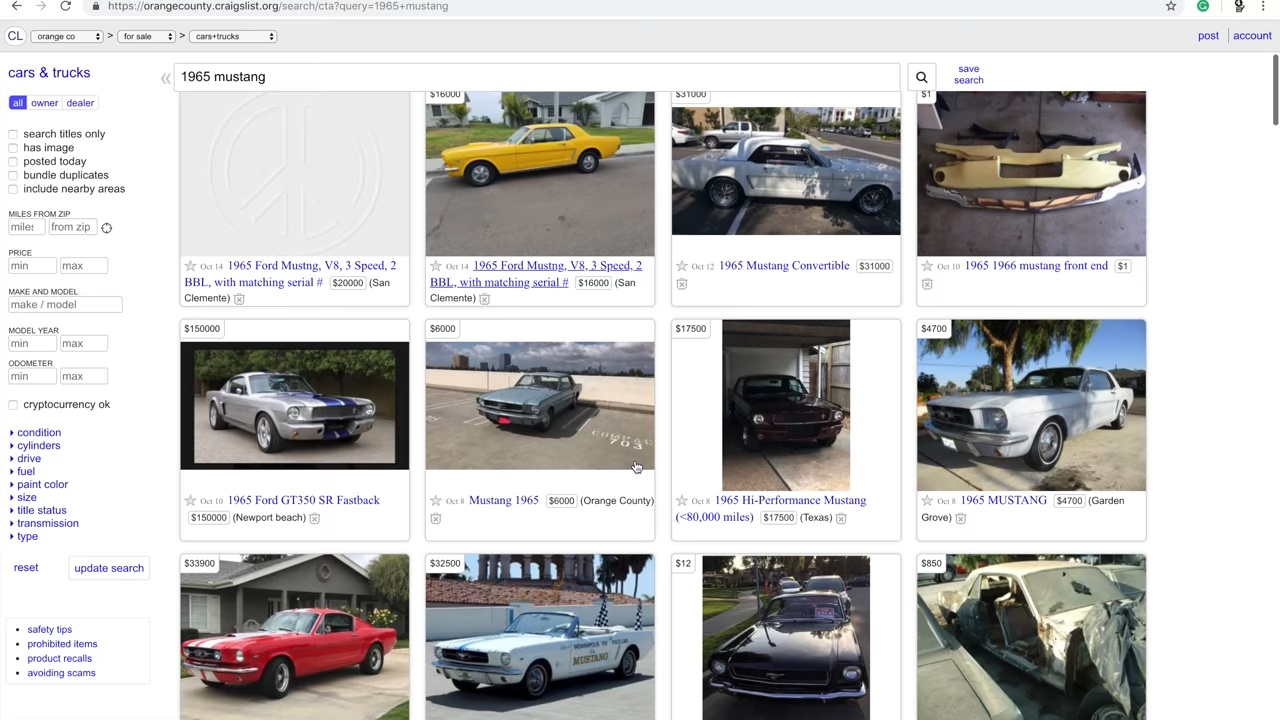 https://orangecounty.craigslist.org/search/cta?query=1965+mustang
CL
orange co > for sale > cars+trucks
post account
cars & trucks
1965 mustang
save
search
all owner dealer
search titles only
has image
posted today
bundle duplicates
include nearby areas
MILES FROM ZIP
miles from zip
PRICE
min max
MAKE AND MODEL
make / model
MODEL YEAR
min max
ODOMETER
min max
cryptocurrency ok
condition
cylinders
drive
fuel
paint color
size
title status
transmission
type
reset update search
safety tips
prohibited items
product recalls
avoiding scams
Oct 14 1965 Ford Mustng, V8, 3 Speed, 2
BBL, with matching serial # $20000 (San
Clemente)
$16000
Oct 14 1965 Ford Mustng, V8, 3 Speed, 2
BBL, with matching serial # $16000 (San
Clemente)
$31000
Oct 12 1965 Mustang Convertible $31000
$1
Oct 10 1965 1966 mustang front end $1
$150000
Oct 10 1965 Ford GT350 SR Fastback
$150000 (Newport beach)
$6000
COMPAC
703
Oct 8 Mustang 1965 $6000 (Orange County)
$17500
Oct 8 1965 Hi-Performance Mustang
(<80,000 miles) $17500 (Texas)
$4700
Oct 8 1965 MUSTANG $4700 (Garden
Grove)
$33900
$32500
MUSTANG
$12
$850